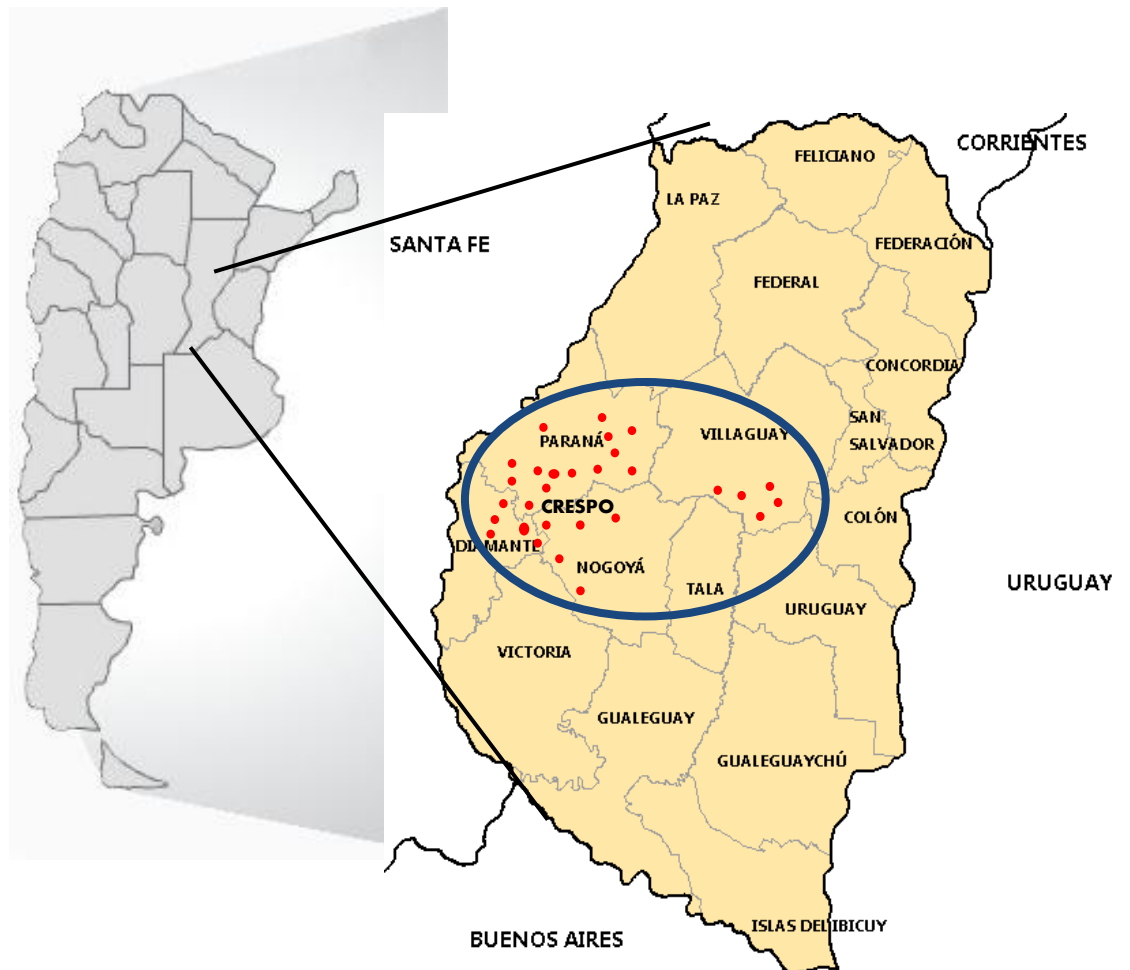 CORRIENTES
FELICIANO
LA PAZ
SANTA FE
FEDERACIÓN
FEDERAL
CONCORDIA
SAN
SALVADOR
PARANÁ
VILLAGUAY
CRESPO
COLÓN
DIAMANTE
NOGOYÁ
TALA
URUGUAY
URUGUAY
VICTORIA
GUALEGUAY
GUALEGUAYCHÚ
ISLAS DEL IBICUY
BUENOS AIRES